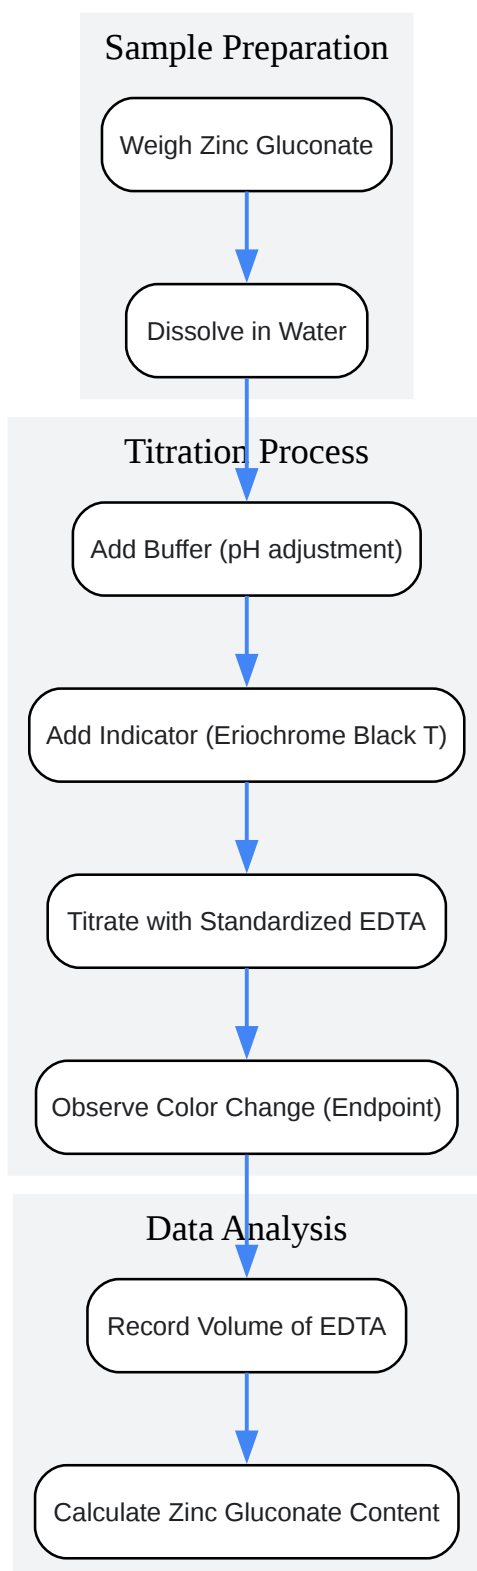 Sample Preparation
Weigh Zinc Gluconate
Dissolve in Water
Titration Process
Add Buffer (pH adjustment)
Add Indicator (Eriochrome Black T)
Titrate with Standardized EDTA
Observe Color Change (Endpoint)
Data Analysis
Record Volume of EDTA
Calculate Zinc Gluconate Content